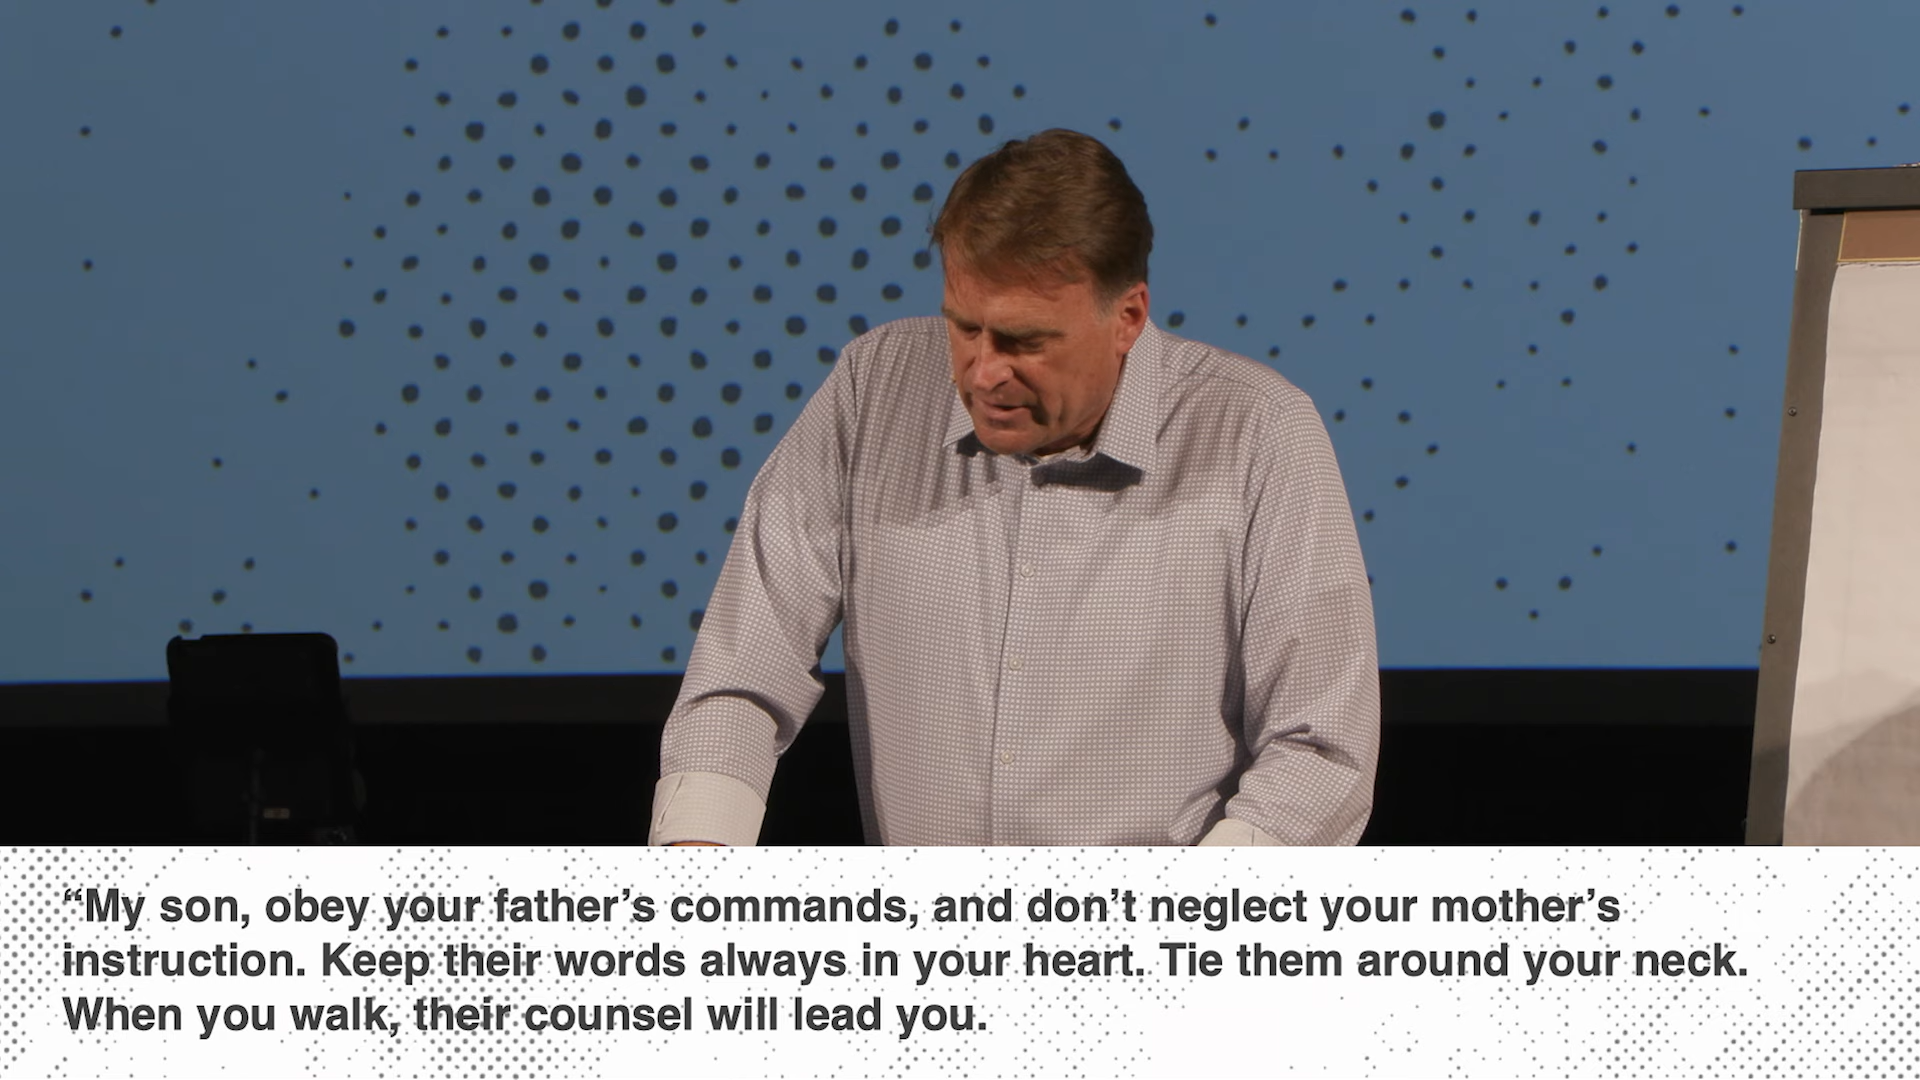 “My son, obey your father’s commands, and don’t neglect your mother’s
instruction. Keep their words always in your heart. Tie them around your neck.
When you walk, their counsel will lead you.